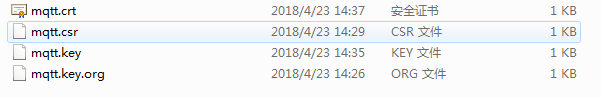 mqtt.crt 2018/4/23 14:37 安全证书 1 KB
mqtt.csr 2018/4/23 14:29 CSR 文件 1 KB
mqtt.key 2018/4/23 14:35 KEY 文件 1 KB
mqtt.key.org 2018/4/23 14:26 ORG 文件 1 KB